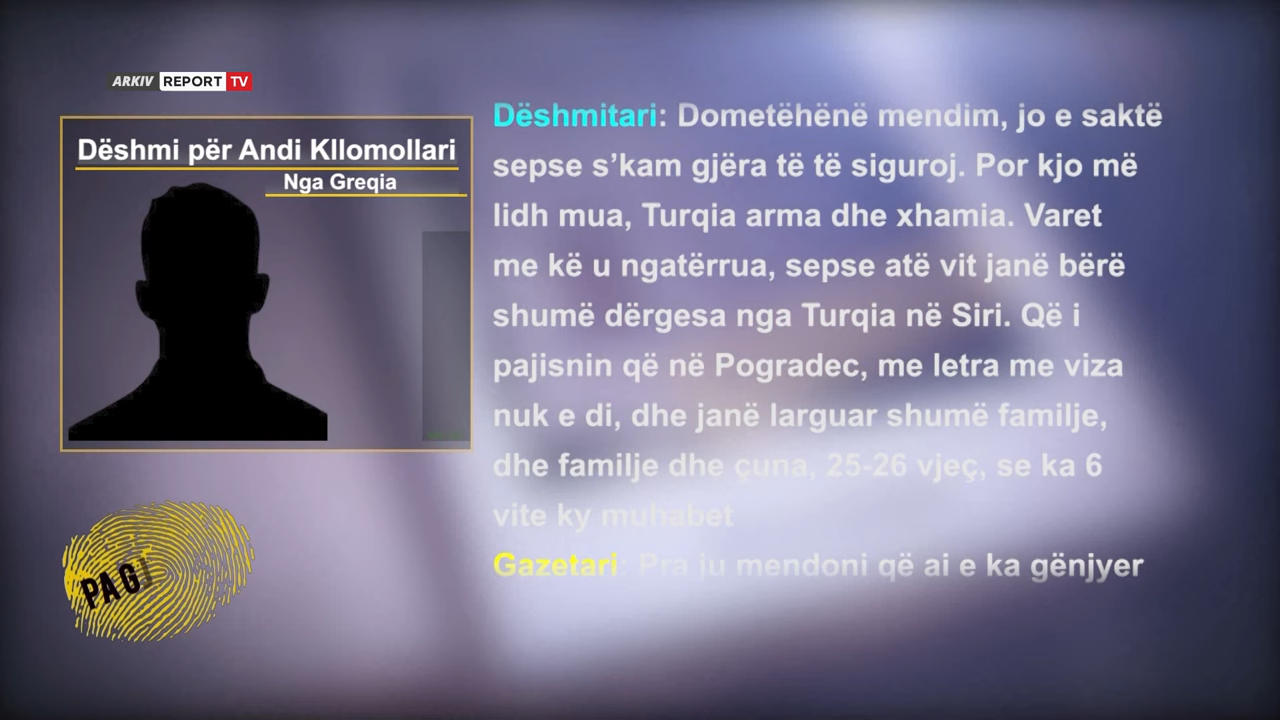 ARKIV REPORT TV
Dëshmi për Andi Kllomollari
Nga Greqia
Dëshmitari: Dometëhënë mendim, jo e saktë
sepse s’kam gjëra të të siguroj. Por kjo më
lidh mua, Turqia arma dhe xhamia. Varet
me kë u ngatërrua, sepse atë vit janë bërë
shumë dërgesa nga Turqia në Siri. Që i
pajisnin që në Pogradec, me letra me viza
nuk e di, dhe janë larguar shumë familje,
dhe familje dhe çuna, 25-26 vjeç, se ka 6
vite ky muhabet
Gazetari: Pra ju mendoni që ai e ka gënjyer